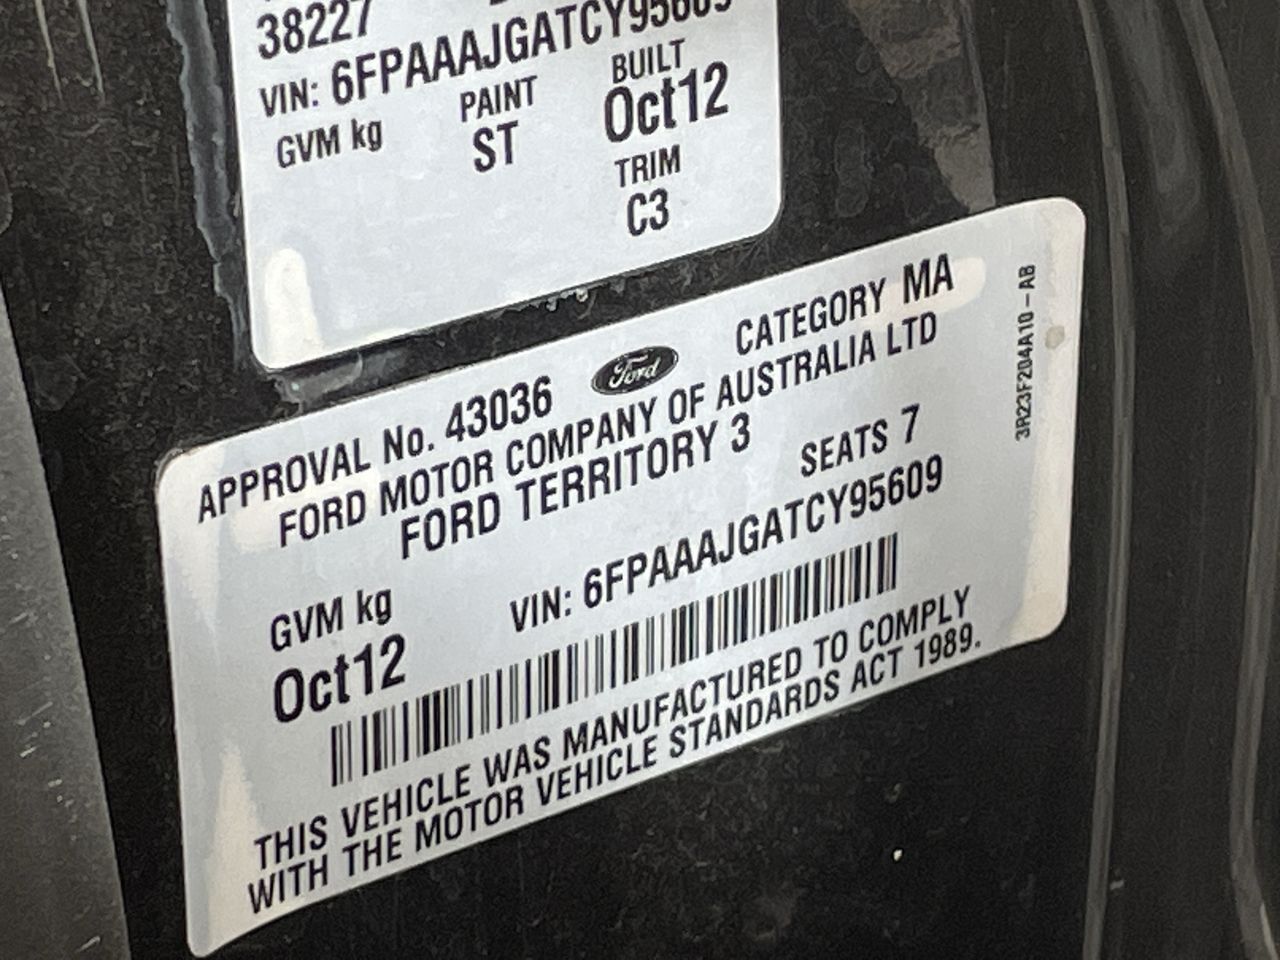 38227
VIN: 6FPAAAJGATCY95609
GVM kg PAINT BUILT
ST Oct12
TRIM
C3
APPROVAL No. 43036 Ford CATEGORY MA
FORD MOTOR COMPANY OF AUSTRALIA LTD
FORD TERRITORY 3 SEATS 7
GVM kg VIN: 6FPAAAJGATCY95609
Oct12
THIS VEHICLE WAS MANUFACTURED TO COMPLY
WITH THE MOTOR VEHICLE STANDARDS ACT 1989.
3R23F204A10-AB